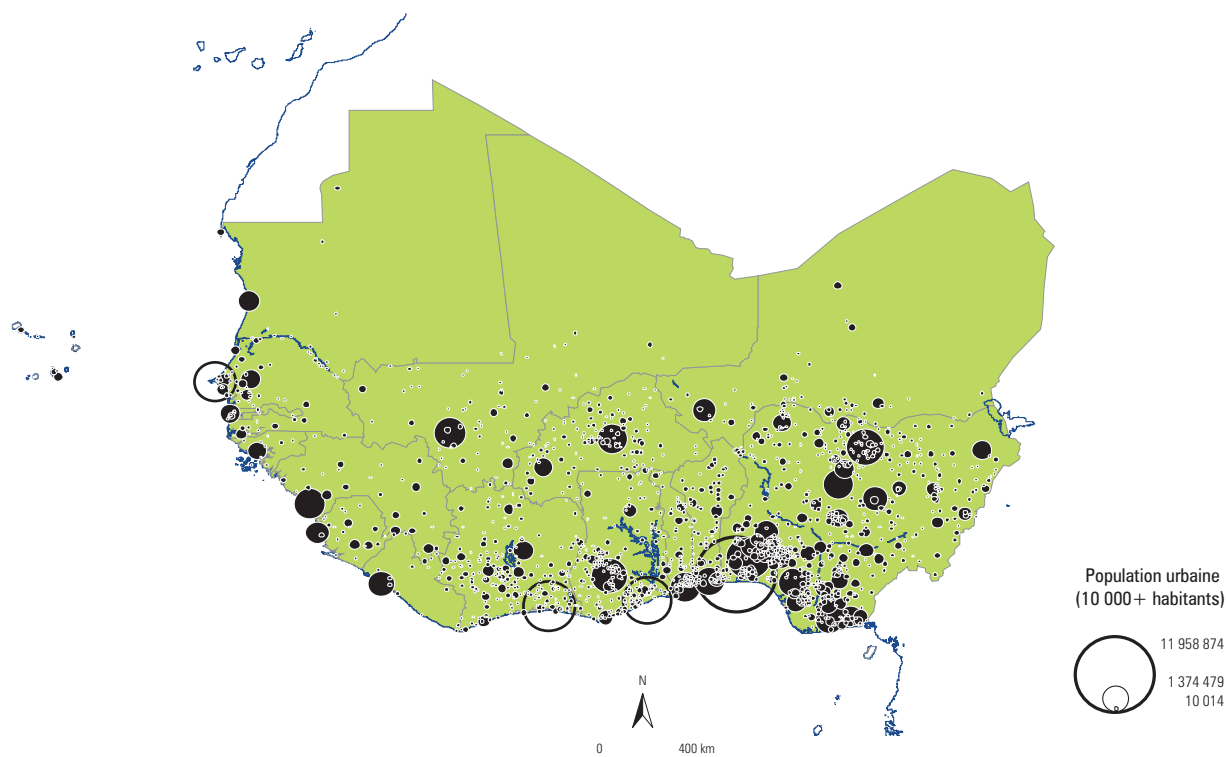 N
0 400 km
Population urbaine
(10 000+ habitants)
11 958 874
1 374 479
10 014